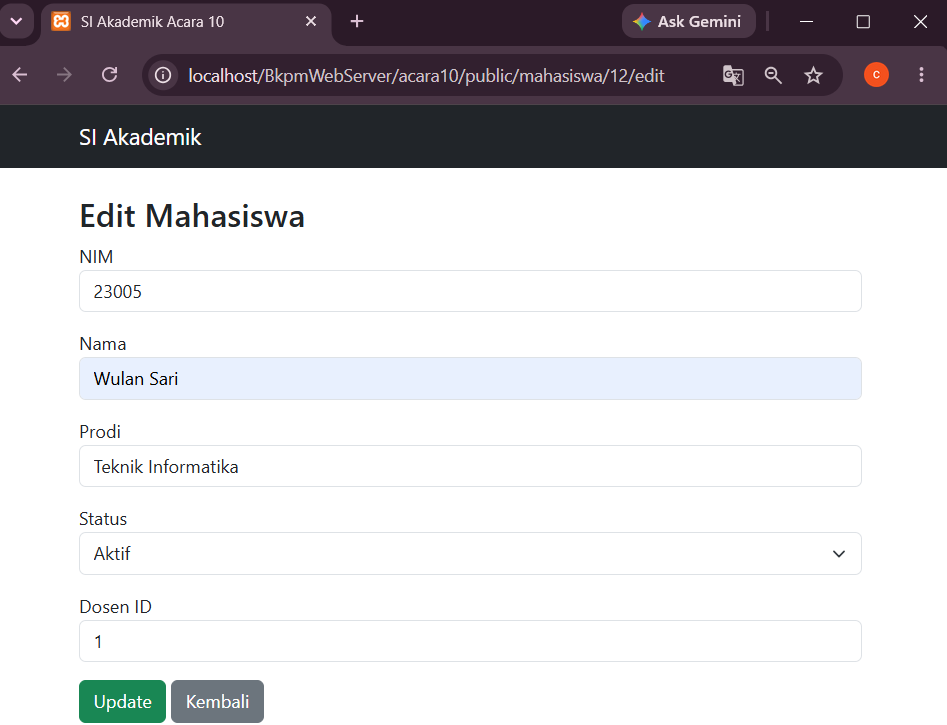 SI Akademik Acara 10
Ask Gemini
localhost/BkpmWebServer/acara10/public/mahasiswa/12/edit
C
SI Akademik
Edit Mahasiswa
NIM
23005
Nama
Wulan Sari
Prodi
Teknik Informatika
Status
Aktif
Dosen ID
1
Update Kembali